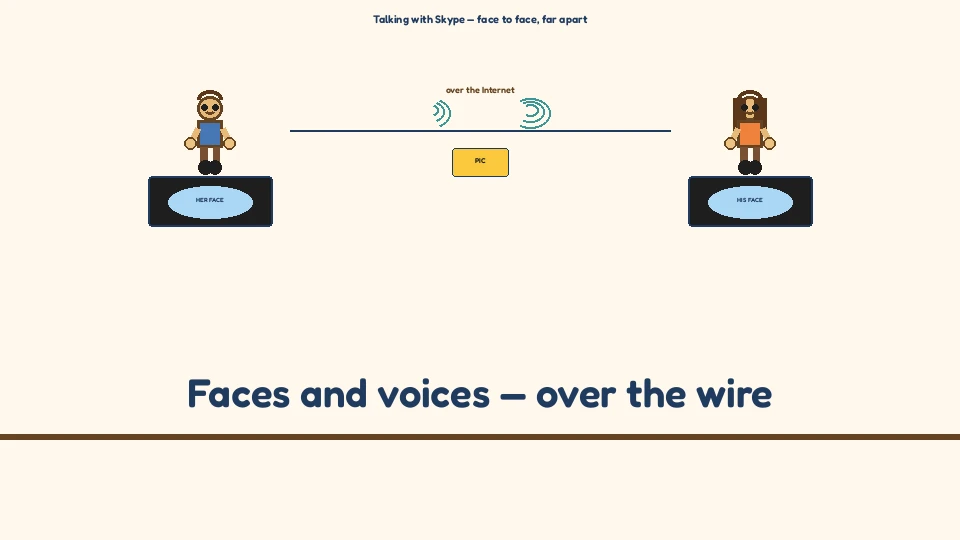 Talking with Skype — face to face, far apart
over the Internet
PIC
HER FACE
HIS FACE
Faces and voices — over the wire